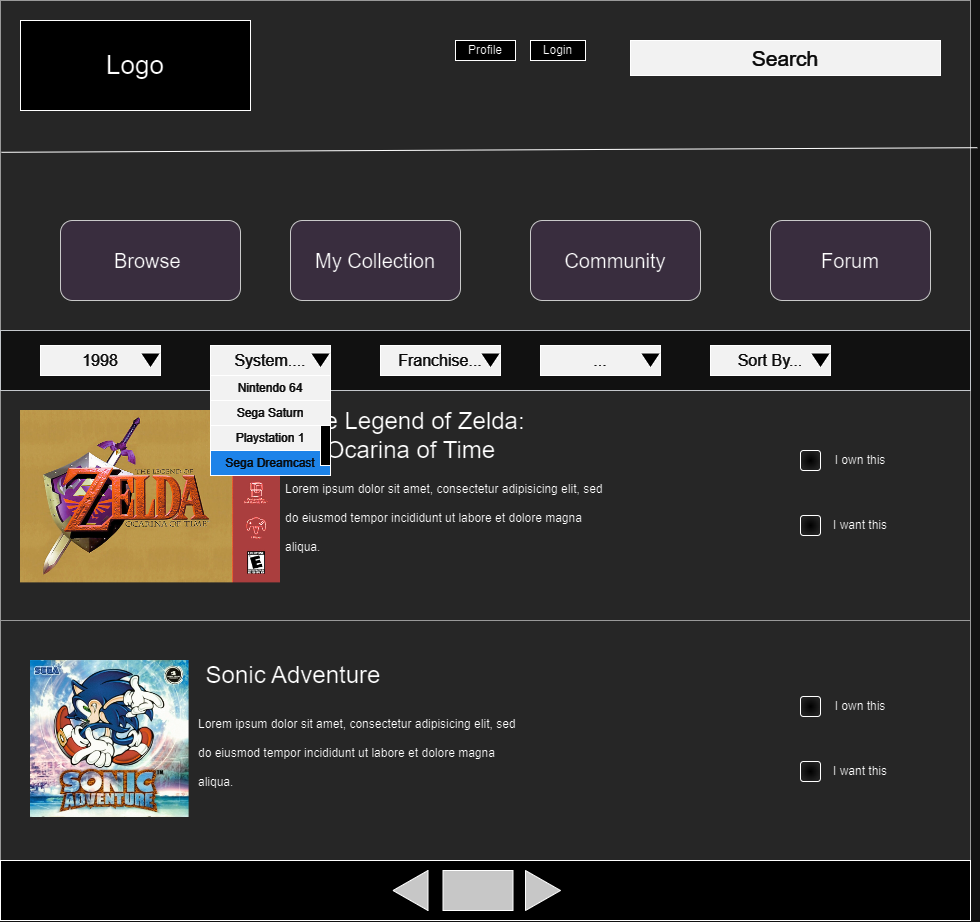 Logo
Profile
Login
Search
Browse
My Collection
Community
Forum
1998
System....
Franchise...
...
Sort By...
Nintendo 64
Sega Saturn
Playstation 1
Sega Dreamcast
e Legend of Zelda:
Ocarina of Time
THE LEGEND OF
ZELDA
OCARINA OF TIME
E
Lorem ipsum dolor sit amet, consectetur adipisicing elit, sed
do eiusmod tempor incididunt ut labore et dolore magna
aliqua.
I own this
I want this
SEGA
SONIC
ADVENTURE
Sonic Adventure
Lorem ipsum dolor sit amet, consectetur adipisicing elit, sed
do eiusmod tempor incididunt ut labore et dolore magna
aliqua.
I own this
I want this